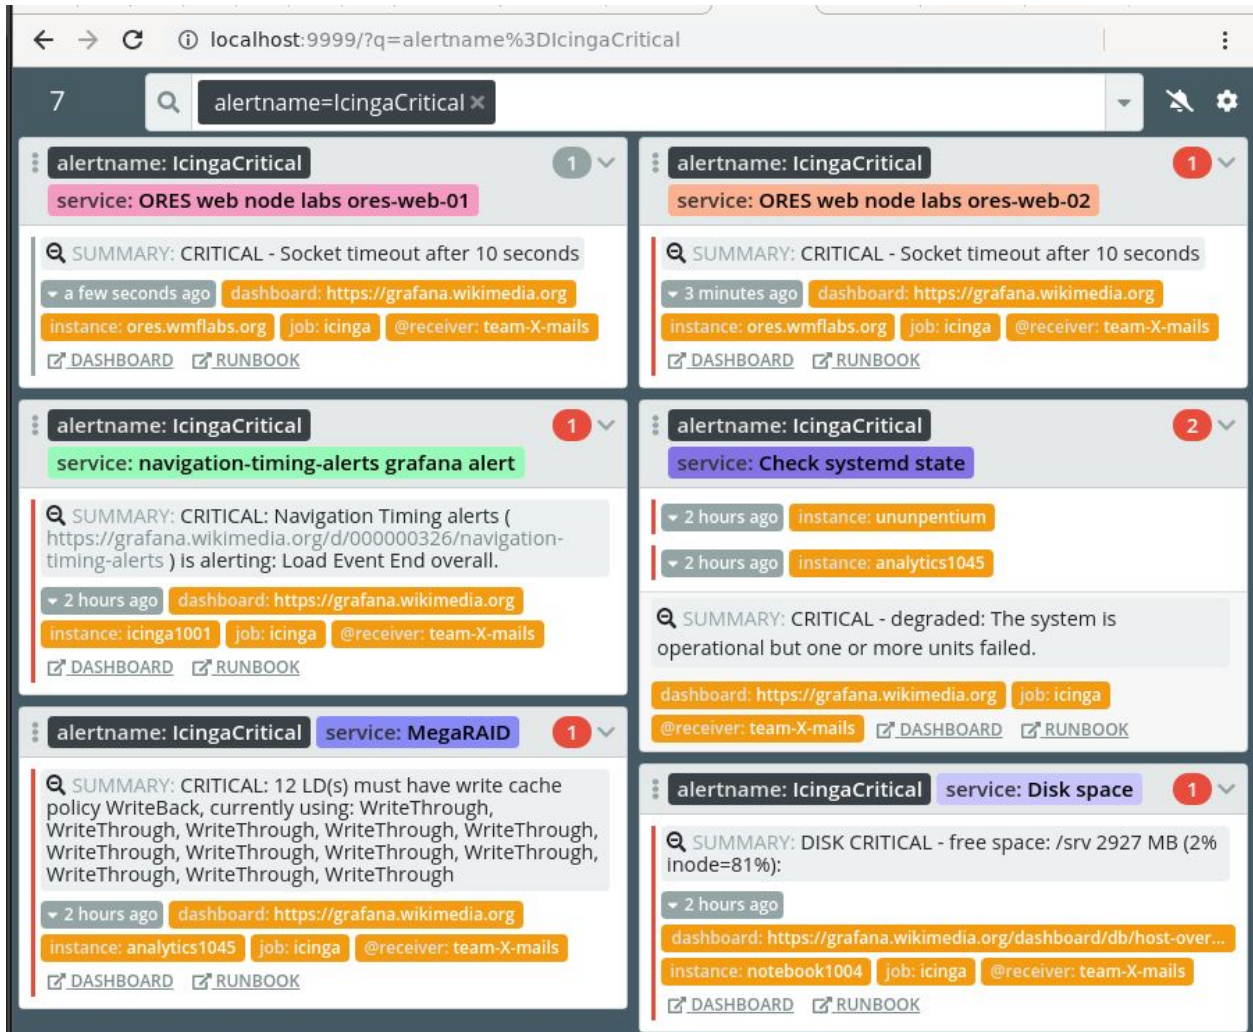 localhost:9999/?q=alertname%3DIcingaCritical
7
alertname=IcingaCritical ×
alertname: IcingaCritical
1
service: ORES web node labs ores-web-01
SUMMARY: CRITICAL - Socket timeout after 10 seconds
a few seconds ago dashboard: https://grafana.wikimedia.org
instance: ores.wmflabs.org job: icinga @receiver: team-X-mails
DASHBOARD RUNBOOK
alertname: IcingaCritical
1
service: navigation-timing-alerts grafana alert
SUMMARY: CRITICAL: Navigation Timing alerts (
https://grafana.wikimedia.org/d/000000326/navigation-
timing-alerts ) is alerting: Load Event End overall.
2 hours ago dashboard: https://grafana.wikimedia.org
instance: icinga1001 job: icinga @receiver: team-X-mails
DASHBOARD RUNBOOK
alertname: IcingaCritical service: MegaRAID 1
SUMMARY: CRITICAL: 12 LD(s) must have write cache
policy WriteBack, currently using: WriteThrough,
WriteThrough, WriteThrough, WriteThrough, WriteThrough,
WriteThrough, WriteThrough, WriteThrough, WriteThrough,
WriteThrough, WriteThrough, WriteThrough
2 hours ago dashboard: https://grafana.wikimedia.org
instance: analytics1045 job: icinga @receiver: team-X-mails
DASHBOARD RUNBOOK
alertname: IcingaCritical
1
service: ORES web node labs ores-web-02
SUMMARY: CRITICAL - Socket timeout after 10 seconds
3 minutes ago dashboard: https://grafana.wikimedia.org
instance: ores.wmflabs.org job: icinga @receiver: team-X-mails
DASHBOARD RUNBOOK
alertname: IcingaCritical
2
service: Check systemd state
2 hours ago instance: ununpentium
2 hours ago instance: analytics1045
SUMMARY: CRITICAL - degraded: The system is
operational but one or more units failed.
dashboard: https://grafana.wikimedia.org job: icinga
@receiver: team-X-mails DASHBOARD RUNBOOK
alertname: IcingaCritical service: Disk space 1
SUMMARY: DISK CRITICAL - free space: /srv 2927 MB (2%
inode=81%):
2 hours ago
dashboard: https://grafana.wikimedia.org/dashboard/db/host-over...
instance: notebook1004 job: icinga @receiver: team-X-mails
DASHBOARD RUNBOOK